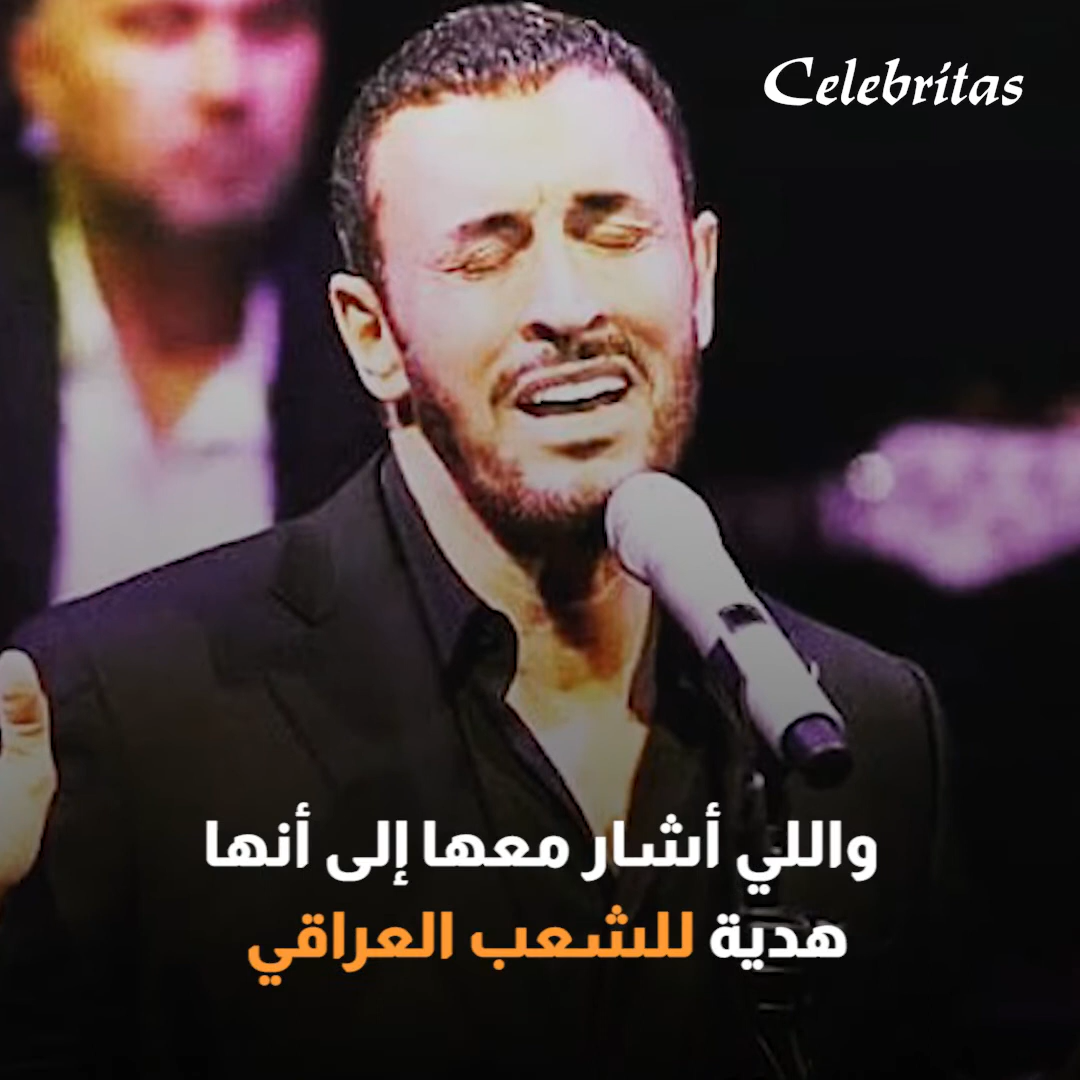 Celebritas
واللي أشار معها إلى أنها
هدية للشعب العراقي